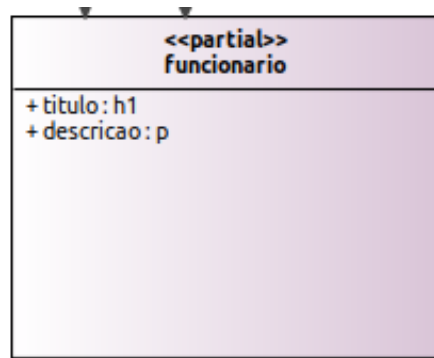 <<partial>>
funcionario
+ titulo : h1
+ descricao : p